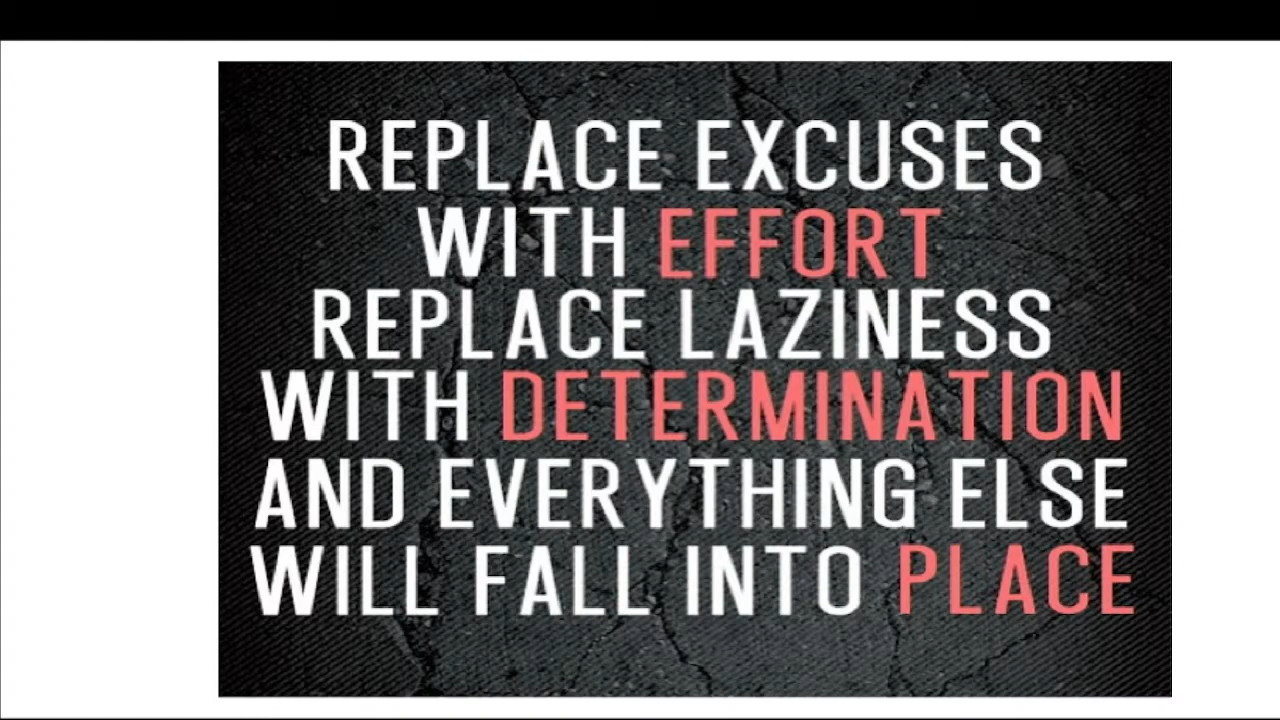 REPLACE EXCUSES
WITH EFFORT
REPLACE LAZINESS
WITH DETERMINATION
AND EVERYTHING ELSE
WILL FALL INTO PLACE